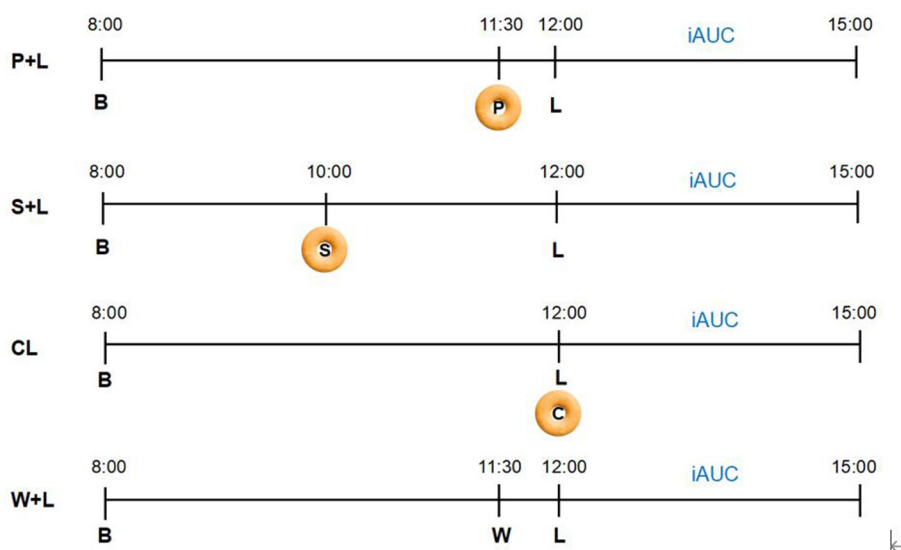 8:00 11:30 12:00 iAUC 15:00
P+L
B P L
8:00 10:00 12:00 iAUC 15:00
S+L
B S L
8:00 12:00 iAUC 15:00
CL
B L
C
8:00 11:30 12:00 iAUC 15:00
W+L
B W L